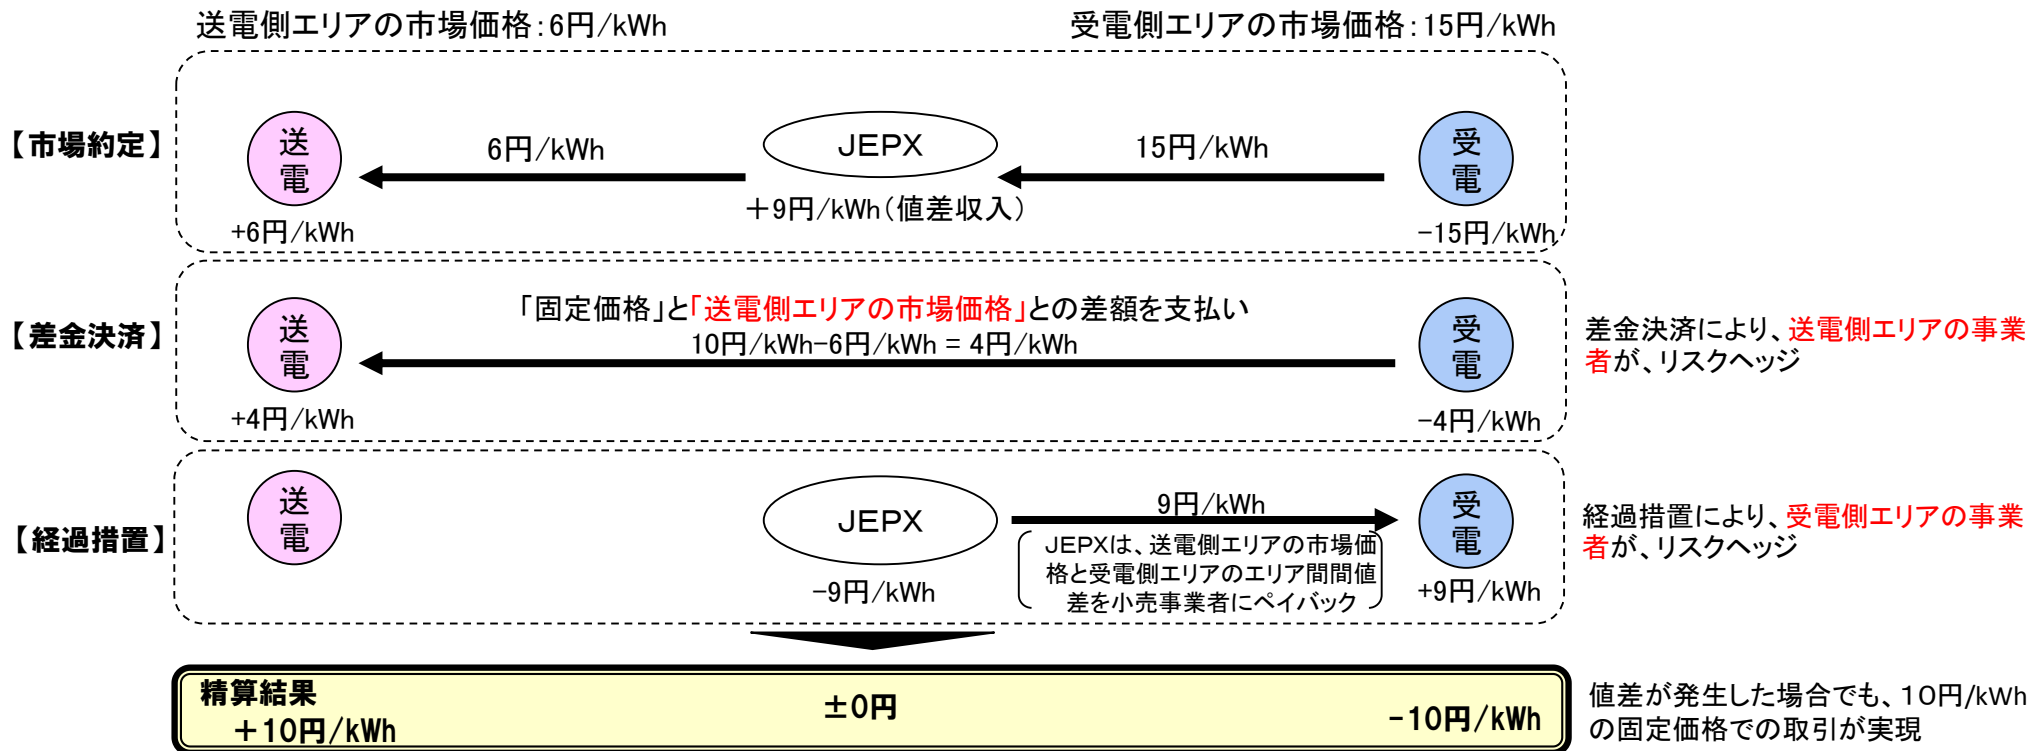 送電側エリアの市場価格:6円/kWh
受電側エリアの市場価格:15円/kWh
【市場約定】
送電
6円/kWh
JEPX
15円/kWh
受電
+6円/kWh
+9円/kWh(値差収入)
-15円/kWh
【差金決済】
送電
「固定価格」と「送電側エリアの市場価格」との差額を支払い
10円/kWh-6円/kWh = 4円/kWh
受電
+4円/kWh
-4円/kWh
差金決済により、送電側エリアの事業
者が、リスクヘッジ
【経過措置】
送電
JEPX
9円/kWh
受電
JEPXは、送電側エリアの市場価
格と受電側エリアのエリア間間値
差を小売事業者にペイバック
-9円/kWh
+9円/kWh
経過措置により、受電側エリアの事業
者が、リスクヘッジ
精算結果
+10円/kWh
±0円
-10円/kWh
値差が発生した場合でも、10円/kWh
の固定価格での取引が実現